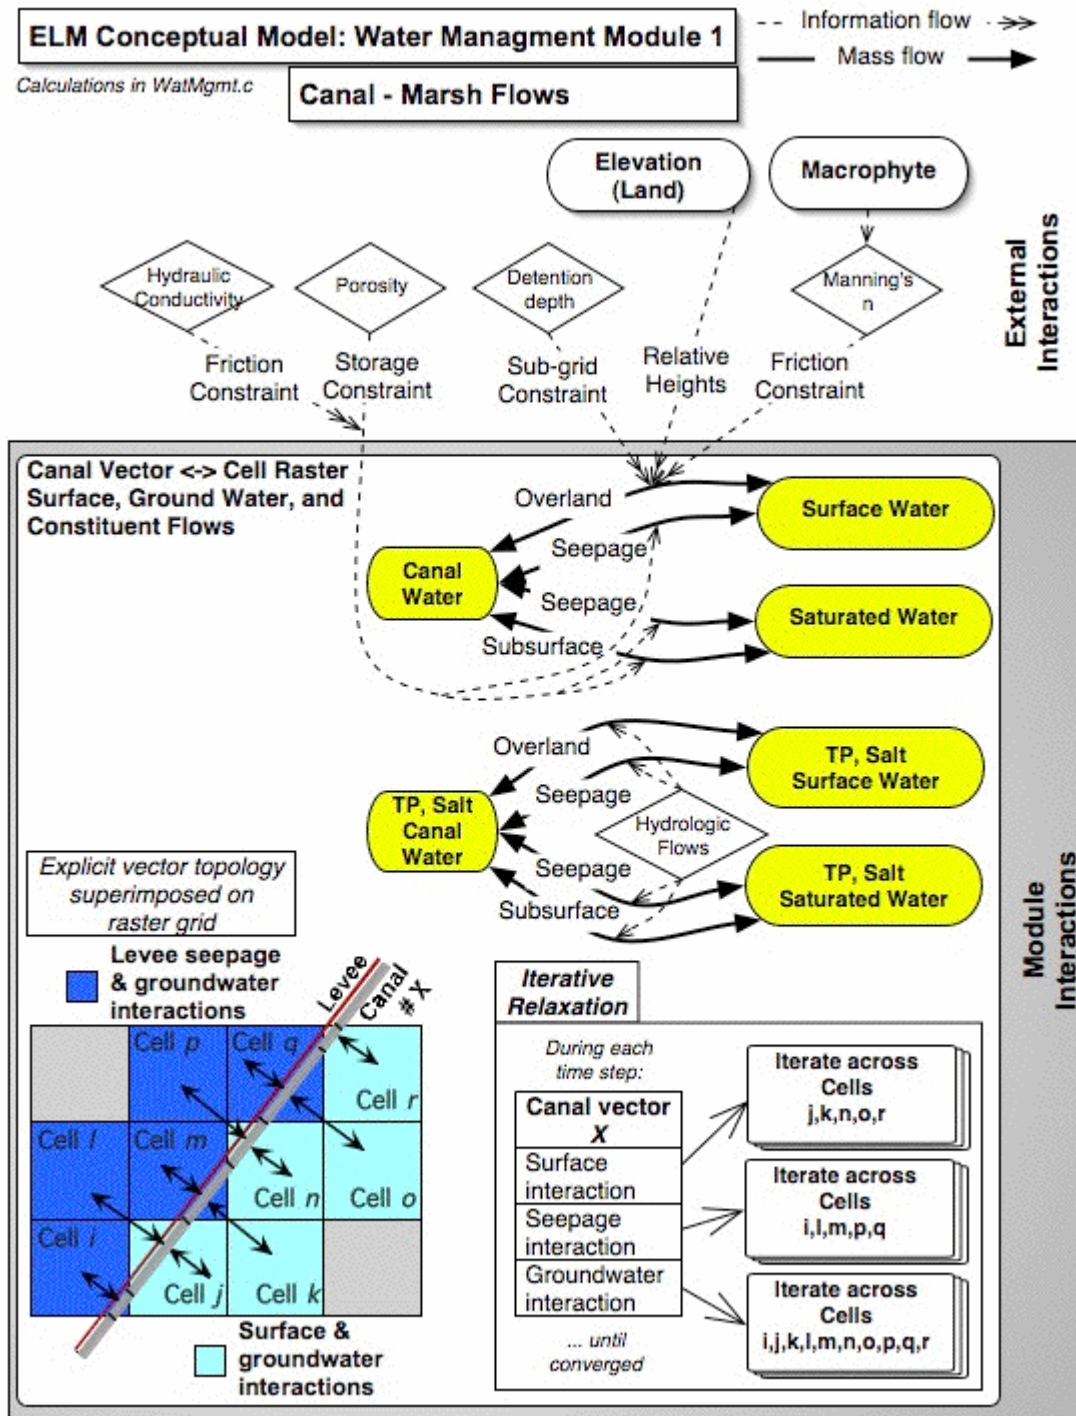 ELM Conceptual Model: Water Managment Module 1
Information flow
Mass flow
Calculations in WatMgmt.c
Canal - Marsh Flows
Elevation
(Land)
Macrophyte
External
Interactions
Hydraulic
Conductivity
Porosity
Detention
depth
Manning's
n
Friction
Constraint
Storage
Constraint
Sub-grid
Constraint
Relative
Heights
Friction
Constraint
Canal Vector <-> Cell Raster
Surface, Ground Water, and
Constituent Flows
Overland
Surface Water
Seepage
Canal
Water
Seepage
Saturated Water
Subsurface
Overland
TP, Salt
Surface Water
Seepage
TP, Salt
Canal
Water
Hydrologic
Flows
Seepage
TP, Salt
Saturated Water
Subsurface
Module
Interactions
Explicit vector topology
superimposed on
raster grid
Levee seepage
& groundwater
interactions
Levee
Canal
# X
Cell p
Cell q
Cell r
Cell l
Cell m
Cell n
Cell o
Cell i
Cell j
Cell k
Surface &
groundwater
interactions
Iterative
Relaxation
During each
time step:
Canal vector
X
Surface
interaction
Seepage
interaction
Groundwater
interaction
... until
converged
Iterate across
Cells
j,k,n,o,r
Iterate across
Cells
i,l,m,p,q
Iterate across
Cells
i,j,k,l,m,n,o,p,q,r